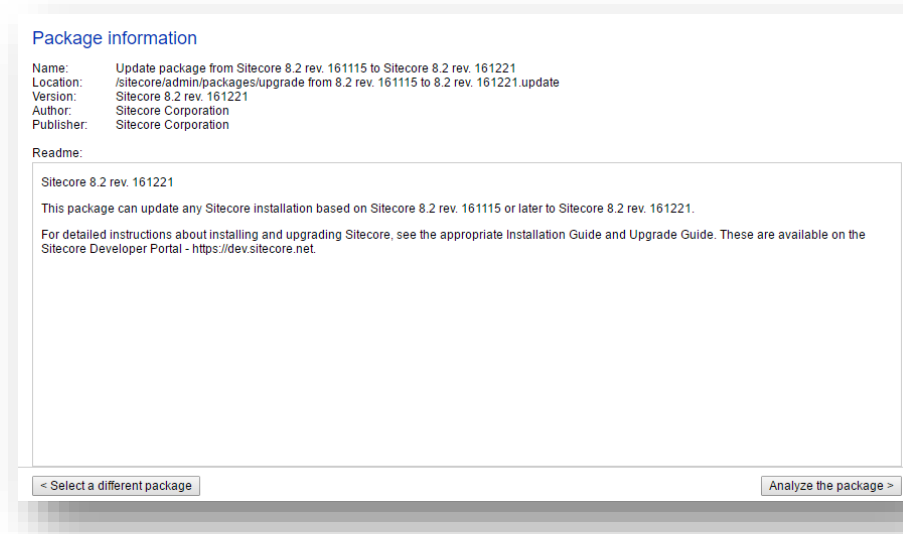 Package information
Name: Update package from Sitecore 8.2 rev. 161115 to Sitecore 8.2 rev. 161221
Location: /sitecore/admin/packages/upgrade from 8.2 rev. 161115 to 8.2 rev. 161221.update
Version: Sitecore 8.2 rev. 161221
Author: Sitecore Corporation
Publisher: Sitecore Corporation
Readme:
Sitecore 8.2 rev. 161221
This package can update any Sitecore installation based on Sitecore 8.2 rev. 161115 or later to Sitecore 8.2 rev. 161221.
For detailed instructions about installing and upgrading Sitecore, see the appropriate Installation Guide and Upgrade Guide. These are available on the
Sitecore Developer Portal - https://dev.sitecore.net.
< Select a different package
Analyze the package >